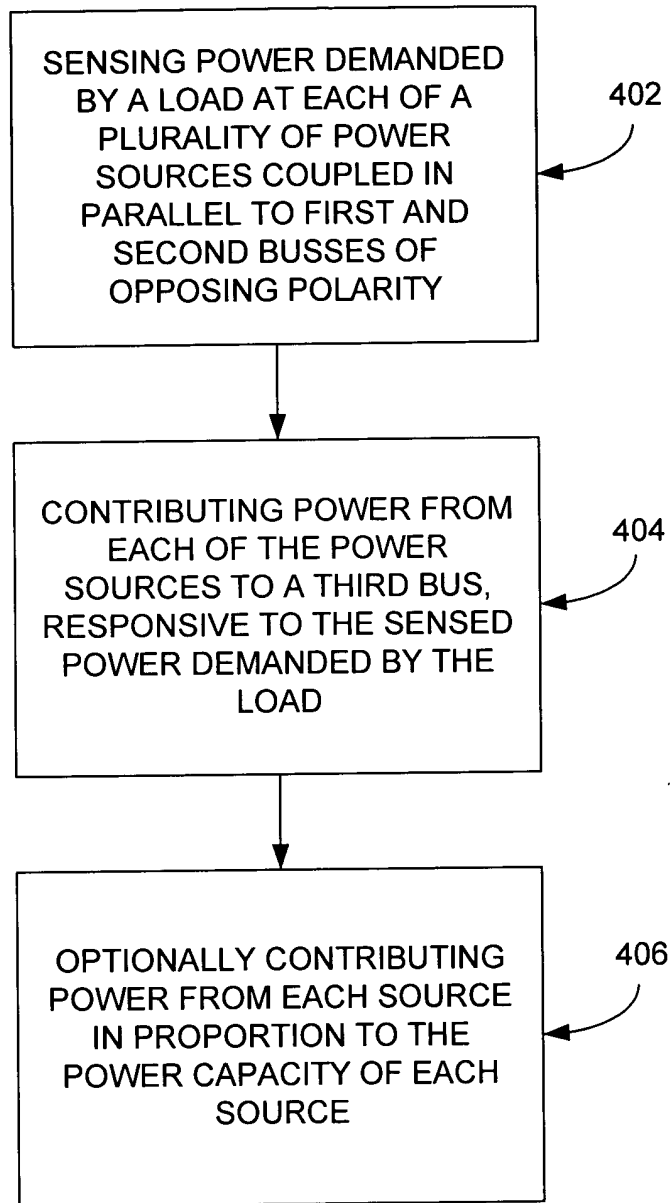 SENSING POWER DEMANDED
BY A LOAD AT EACH OF A
PLURALITY OF POWER
SOURCES COUPLED IN
PARALLEL TO FIRST AND
SECOND BUSSES OF
OPPOSING POLARITY
402
CONTRIBUTING POWER FROM
EACH OF THE POWER
SOURCES TO A THIRD BUS,
RESPONSIVE TO THE SENSED
POWER DEMANDED BY THE
LOAD
404
OPTIONALLY CONTRIBUTING
POWER FROM EACH SOURCE
IN PROPORTION TO THE
POWER CAPACITY OF EACH
SOURCE
406